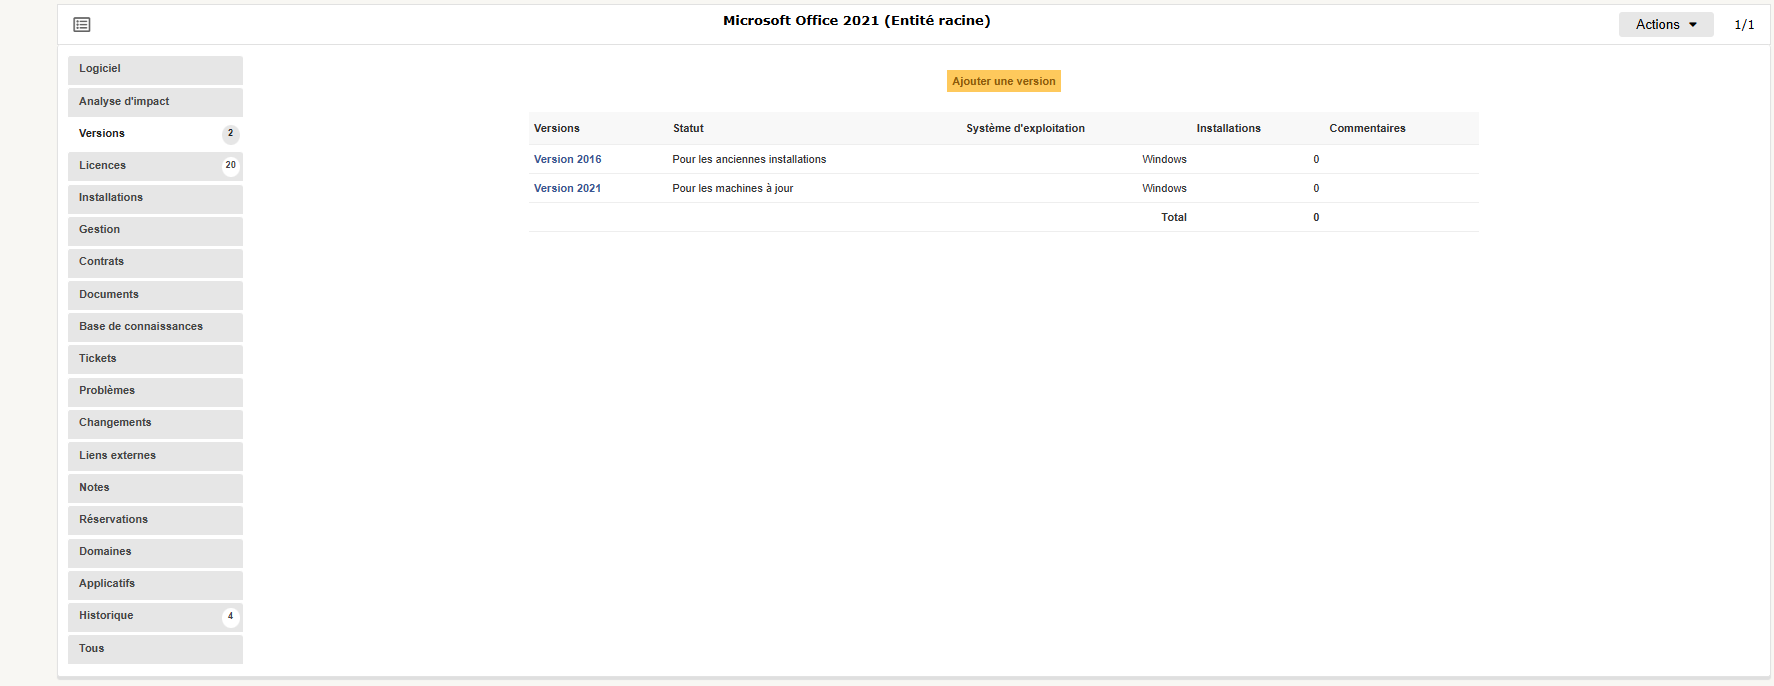 Microsoft Office 2021 (Entité racine)
Actions
1/1
Logiciel
Analyse d'impact
Versions 2
Licences 20
Installations
Gestion
Contrats
Documents
Base de connaissances
Tickets
Problèmes
Changements
Liens externes
Notes
Réservations
Domaines
Applicatifs
Historique 4
Tous
Ajouter une version
Versions Statut Système d'exploitation Installations Commentaires
Version 2016 Pour les anciennes installations Windows 0
Version 2021 Pour les machines à jour Windows 0
Total 0